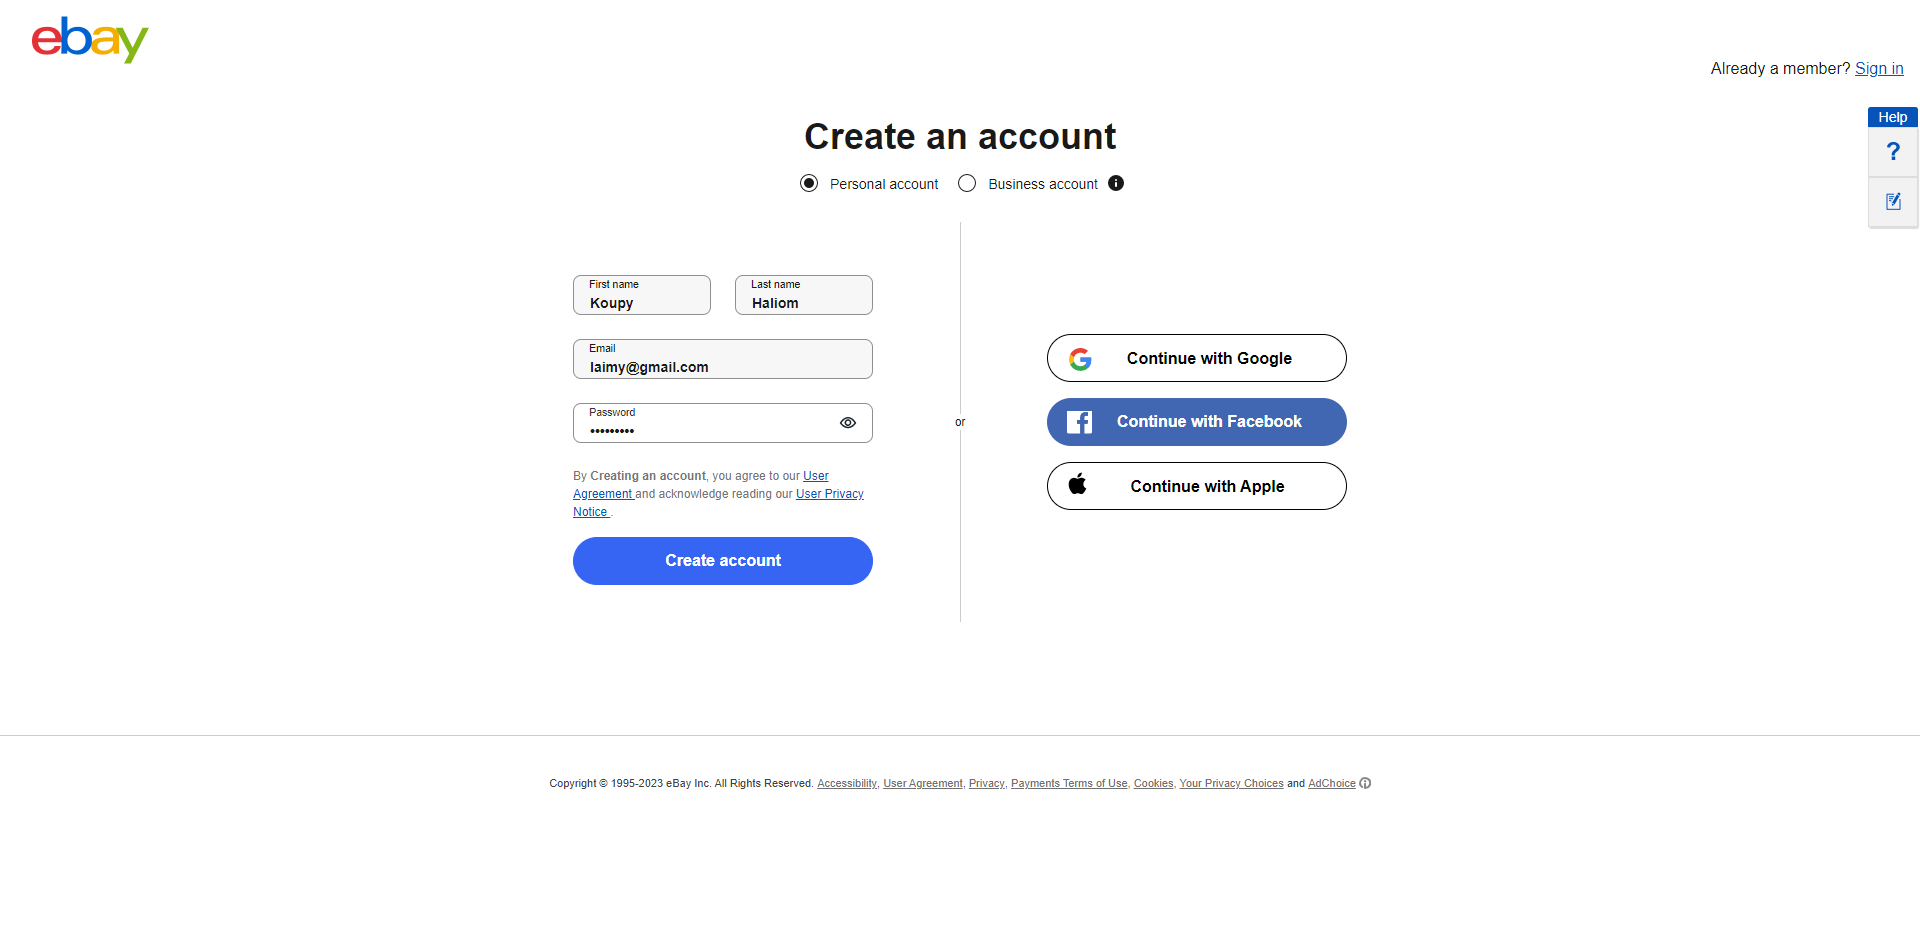 ebay
Already a member? Sign in
Help
?
Create an account
Personal account Business account
First name
Koupy
Last name
Haliom
Email
laimy@gmail.com
Password
•••••••••
By Creating an account, you agree to our User
Agreement and acknowledge reading our User Privacy
Notice .
Create account
or
Continue with Google
Continue with Facebook
Continue with Apple
Copyright © 1995-2023 eBay Inc. All Rights Reserved. Accessibility, User Agreement, Privacy, Payments Terms of Use, Cookies, Your Privacy Choices and AdChoice